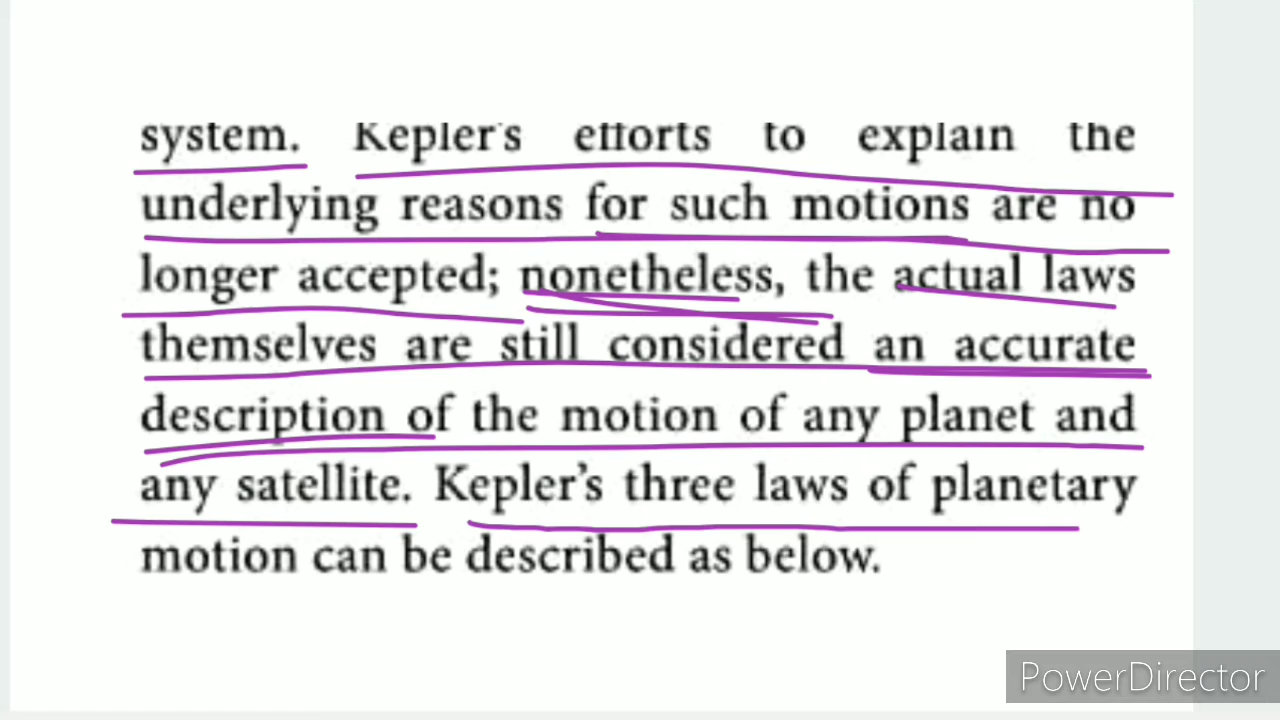 system. Kepler's efforts to explain the
underlying reasons for such motions are no
longer accepted; nonetheless, the actual laws
themselves are still considered an accurate
description of the motion of any planet and
any satellite. Kepler's three laws of planetary
motion can be described as below.
PowerDirector